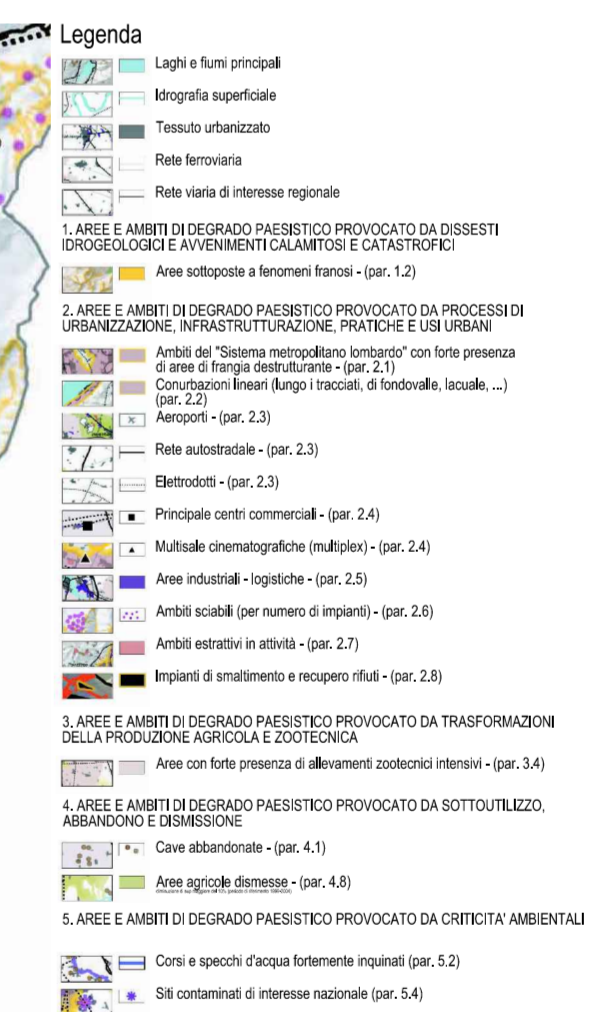 Legenda
Laghi e fiumi principali
Idrografia superficiale
Tessuto urbanizzato
Rete ferroviaria
Rete viaria di interesse regionale
1. AREE E AMBITI DI DEGRADO PAESISTICO PROVOCATO DA DISSESTI
IDROGEOLOGICI E AVVENIMENTI CALAMITOSI E CATASTROFICI
Aree sottoposte a fenomeni franosi - (par. 1.2)
2. AREE E AMBITI DI DEGRADO PAESISTICO PROVOCATO DA PROCESSI DI
URBANIZZAZIONE, INFRASTRUTTURAZIONE, PRATICHE E USI URBANI
Ambiti del "Sistema metropolitano lombardo" con forte presenza
di aree di frangia destrutturante - (par. 2.1)
Conurbazioni lineari (lungo i tracciati, di fondovalle, lacuale, ...)
(par. 2.2)
Aeroporti - (par. 2.3)
Rete autostradale - (par. 2.3)
Elettrodotti - (par. 2.3)
Principale centri commerciali - (par. 2.4)
Multisale cinematografiche (multiplex) - (par. 2.4)
Aree industriali - logistiche - (par. 2.5)
Ambiti sciabili (per numero di impianti) - (par. 2.6)
Ambiti estrattivi in attività - (par. 2.7)
Impianti di smaltimento e recupero rifiuti - (par. 2.8)
3. AREE E AMBITI DI DEGRADO PAESISTICO PROVOCATO DA TRASFORMAZIONI
DELLA PRODUZIONE AGRICOLA E ZOOTECNICA
Aree con forte presenza di allevamenti zootecnici intensivi - (par. 3.4)
4. AREE E AMBITI DI DEGRADO PAESISTICO PROVOCATO DA SOTTOUTILIZZO,
ABBANDONO E DISMISSIONE
Cave abbandonate - (par. 4.1)
Aree agricole dismesse - (par. 4.8)
5. AREE E AMBITI DI DEGRADO PAESISTICO PROVOCATO DA CRITICITA' AMBIENTALI
Corsi e specchi d'acqua fortemente inquinati (par. 5.2)
Siti contaminati di interesse nazionale (par. 5.4)